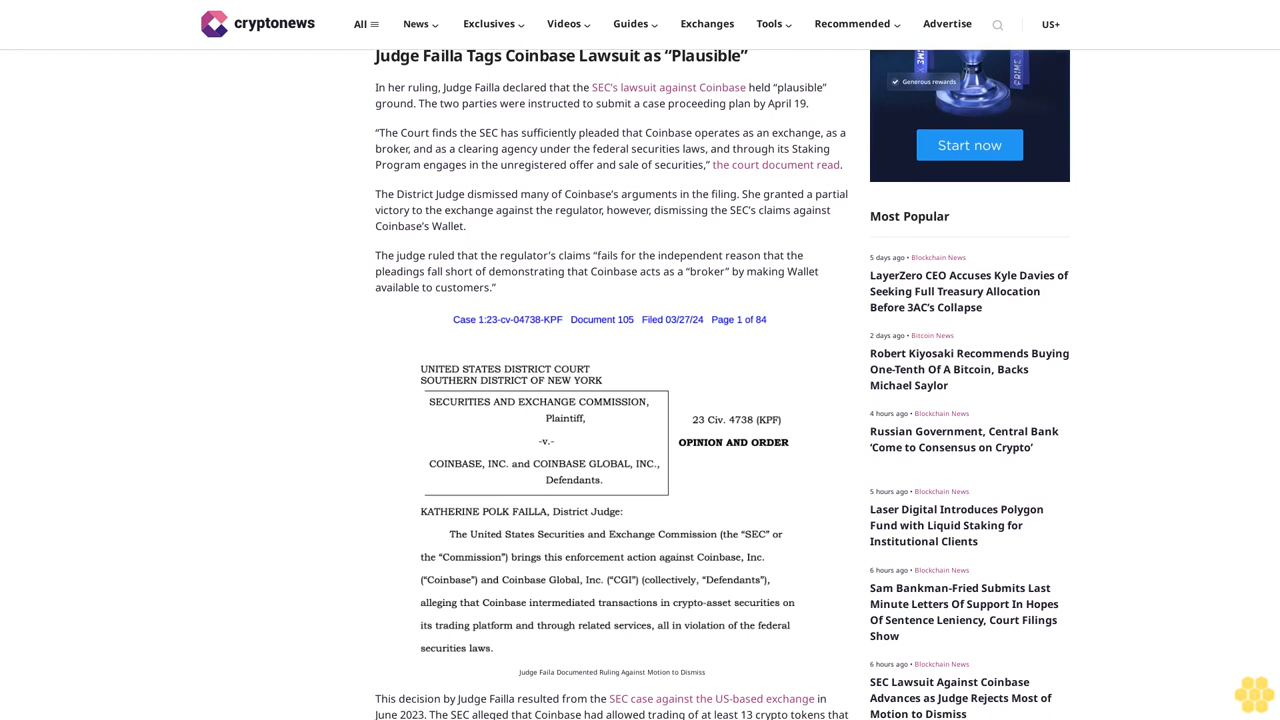 cryptonews
All
News
Exclusives
Videos
Guides
Exchanges
Tools
Recommended
Advertise
US+
Judge Failla Tags Coinbase Lawsuit as “Plausible”
In her ruling, Judge Failla declared that the SEC’s lawsuit against Coinbase held “plausible”
ground. The two parties were instructed to submit a case proceeding plan by April 19.
“The Court finds the SEC has sufficiently pleaded that Coinbase operates as an exchange, as a
broker, and as a clearing agency under the federal securities laws, and through its Staking
Program engages in the unregistered offer and sale of securities,” the court document read.
The District Judge dismissed many of Coinbase’s arguments in the filing. She granted a partial
victory to the exchange against the regulator, however, dismissing the SEC’s claims against
Coinbase’s Wallet.
The judge ruled that the regulator’s claims “fails for the independent reason that the
pleadings fall short of demonstrating that Coinbase acts as a “broker” by making Wallet
available to customers.”
Case 1:23-cv-04738-KPF Document 105 Filed 03/27/24 Page 1 of 84
UNITED STATES DISTRICT COURT
SOUTHERN DISTRICT OF NEW YORK
SECURITIES AND EXCHANGE COMMISSION,
Plaintiff,
-v.-
COINBASE, INC. and COINBASE GLOBAL, INC.,
Defendants.
23 Civ. 4738 (KPF)
OPINION AND ORDER
KATHERINE POLK FAILLA, District Judge:
The United States Securities and Exchange Commission (the “SEC” or
the “Commission”) brings this enforcement action against Coinbase, Inc.
(“Coinbase”) and Coinbase Global, Inc. (“CGI”) (collectively, “Defendants”),
alleging that Coinbase intermediated transactions in crypto-asset securities on
its trading platform and through related services, all in violation of the federal
securities laws.
Judge Faila Documented Ruling Against Motion to Dismiss
This decision by Judge Failla resulted from the SEC case against the US-based exchange in
June 2023. The SEC alleged that Coinbase had allowed trading of at least 13 crypto tokens that
PRIME
Generous rewards
Start now
Most Popular
5 days ago • Blockchain News
LayerZero CEO Accuses Kyle Davies of
Seeking Full Treasury Allocation
Before 3AC’s Collapse
2 days ago • Bitcoin News
Robert Kiyosaki Recommends Buying
One-Tenth Of A Bitcoin, Backs
Michael Saylor
4 hours ago • Blockchain News
Russian Government, Central Bank
‘Come to Consensus on Crypto’
5 hours ago • Blockchain News
Laser Digital Introduces Polygon
Fund with Liquid Staking for
Institutional Clients
6 hours ago • Blockchain News
Sam Bankman-Fried Submits Last
Minute Letters Of Support In Hopes
Of Sentence Leniency, Court Filings
Show
6 hours ago • Blockchain News
SEC Lawsuit Against Coinbase
Advances as Judge Rejects Most of
Motion to Dismiss